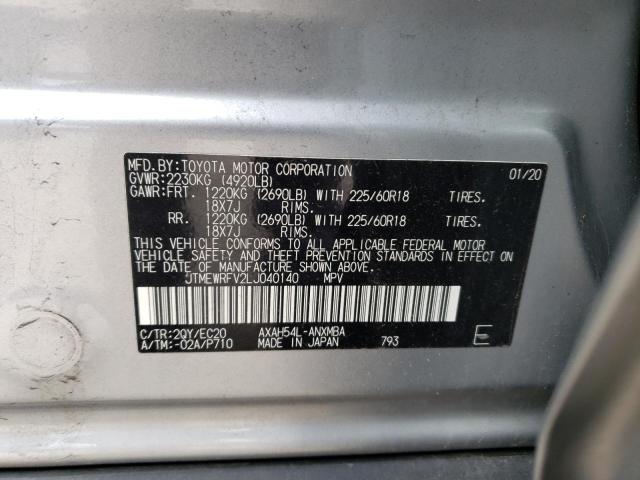 MFD.BY:TOYOTA MOTOR CORPORATION 01/20
GVWR:2230KG (4920LB)
GAWR:FRT. 1220KG (2690LB) WITH 225/60R18 TIRES.
18X7J RIMS.
RR. 1220KG (2690LB) WITH 225/60R18 TIRES.
18X7J RIMS.
THIS VEHICLE CONFORMS TO ALL APPLICABLE FEDERAL MOTOR
VEHICLE SAFETY AND THEFT PREVENTION STANDARDS IN EFFECT ON THE
DATE OF MANUFACTURE SHOWN ABOVE.
JTMEWRFV2LJ040140 MPV
C/TR:2QY/EC20 AXAH54L-ANXMBA
A/TM:-02A/P710 MADE IN JAPAN 793 E